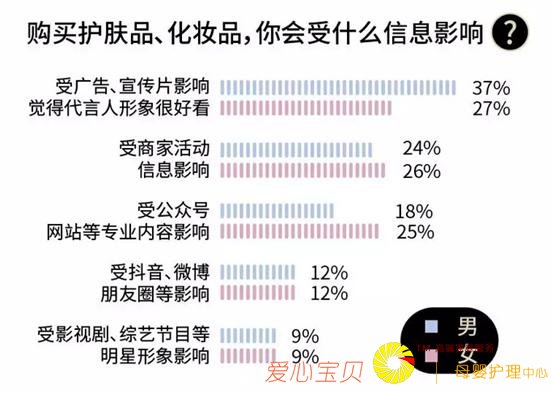 购买护肤品、化妆品，你会受什么信息影响 ?
受广告、宣传片影响 37%
觉得代言人形象很好看 27%
受商家活动 24%
信息影响 26%
受公众号 18%
网站等专业内容影响 25%
受抖音、微博 12%
朋友圈等影响 12%
受影视剧、综艺节目等 9%
明星形象影响 9%
男
女
爱心宝贝 母婴护理中心